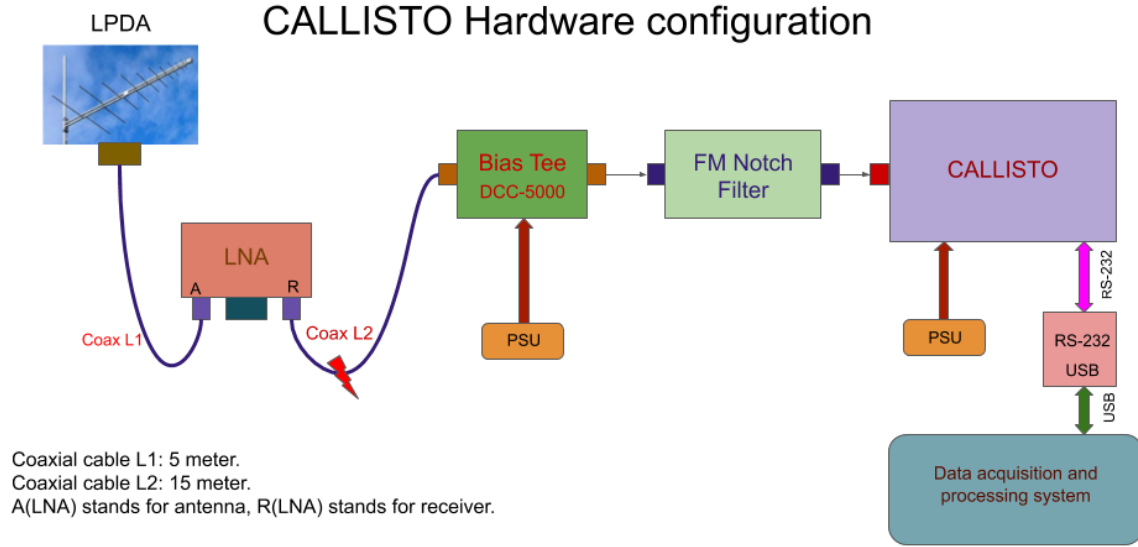 CALLISTO Hardware configuration
LPDA
Bias Tee
DCC-5000
FM Notch
Filter
CALLISTO
LNA
A
R
Coax L1
Coax L2
PSU
PSU
RS-232
RS-232
USB
USB
Data acquisition and
processing system
Coaxial cable L1: 5 meter.
Coaxial cable L2: 15 meter.
A(LNA) stands for antenna, R(LNA) stands for receiver.